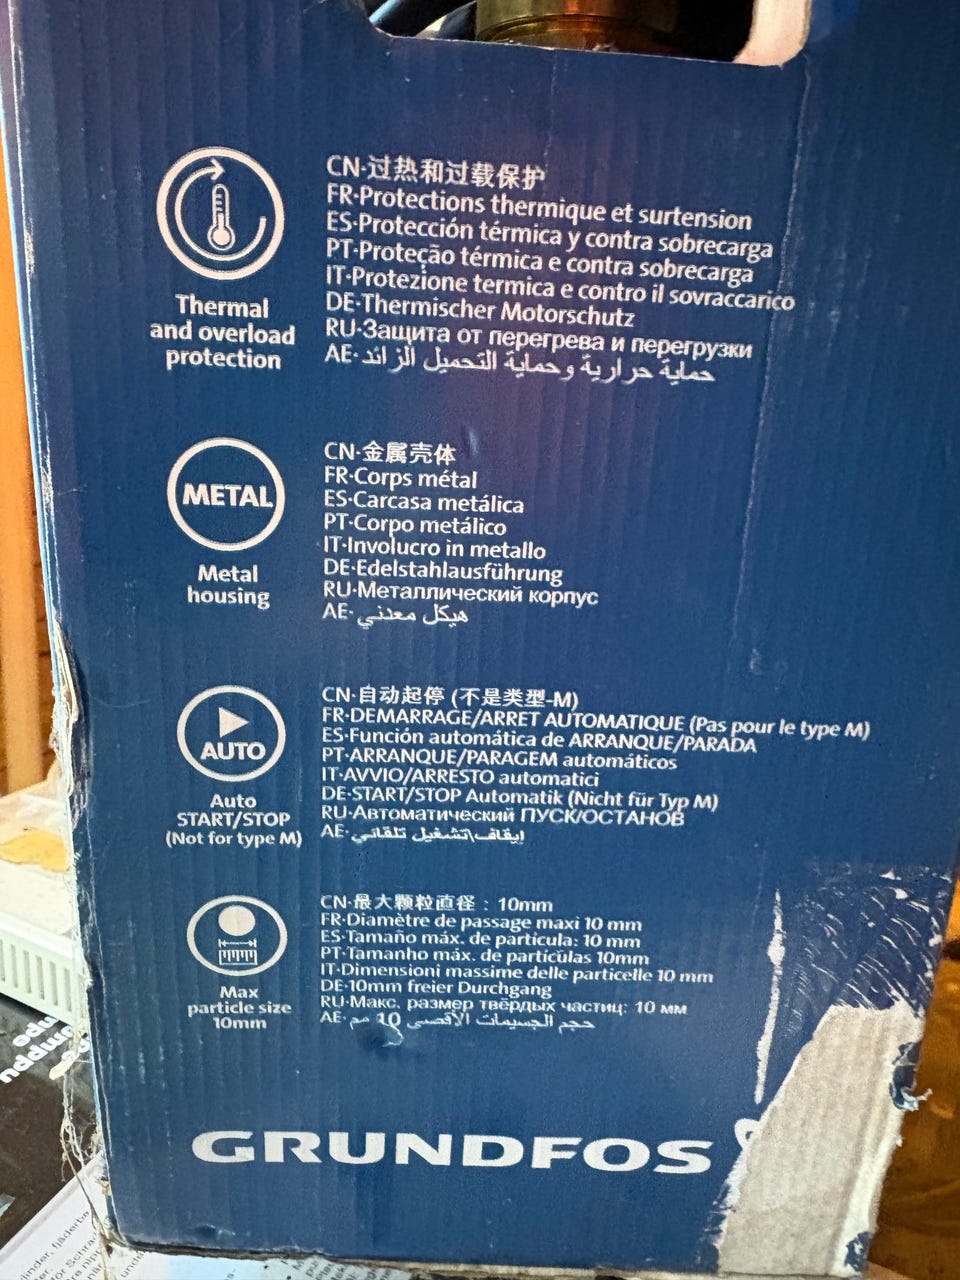 Thermal
and overload
protection
CN·过热和过载保护
FR·Protections thermique et surtension
ES·Protección térmica y contra sobrecarga
PT·Proteção térmica e contra sobrecarga
IT·Protezione termica e contro il sovraccarico
DE·Thermischer Motorschutz
RU·Защита от перегрева и перегрузки
AE· حماية حرارية وحماية التحميل الزائد
METAL
Metal
housing
CN·金属壳体
FR·Corps métal
ES·Carcasa metálica
PT·Corpo metálico
IT·Involucro in metallo
DE·Edelstahlausführung
RU·Металлический корпус
AE· هيكل معدني
AUTO
Auto
START/STOP
(Not for type M)
CN·自动起停 (不是类型-M)
FR·DEMARRAGE/ARRET AUTOMATIQUE (Pas pour le type M)
ES·Función automática de ARRANQUE/PARADA
PT·ARRANQUE/PARAGEM automáticos
IT·AVVIO/ARRESTO automatici
DE·START/STOP Automatik (Nicht für Typ M)
RU·Автоматический ПУСК/ОСТАНОВ
AE· إيقاف\تشغيل تلقائي
Max
particle size
10mm
CN·最大颗粒直径：10mm
FR·Diamètre de passage maxi 10 mm
ES·Tamaño máx. de particula: 10 mm
PT·Tamanho máx. de partículas 10mm
IT·Dimensioni massime delle particelle 10 mm
DE·10mm freier Durchgang
RU·Макс. размер твёрдых частиц: 10 мм
AE· حجم الجسيمات الأقصى 10 مم
GRUNDFOS